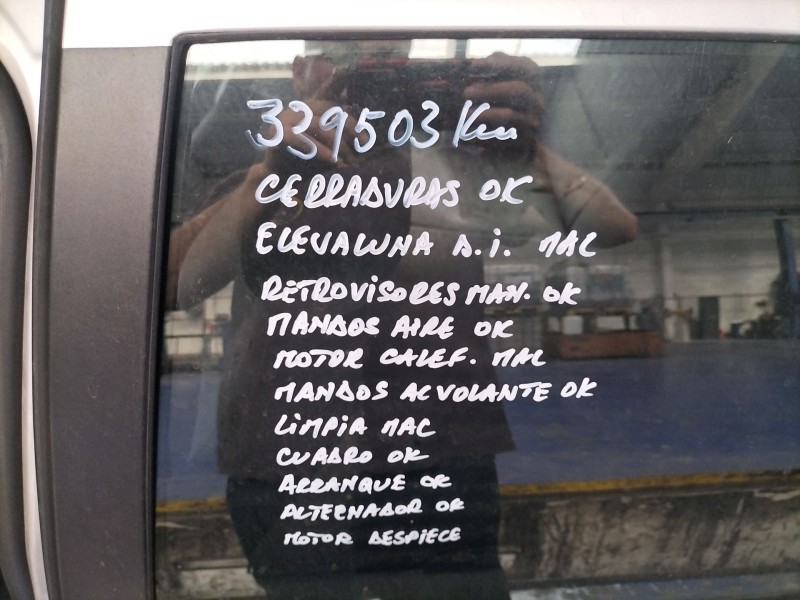 339503 Km
CERRADURAS OK
ELEVALUNA D.i. MAL
RETROVISORES MAN. OK
MANDOS AIRE OK
MOTOR CALEF. MAL
MANDOS AL VOLANTE OK
LIMPIA MAL
CUADRO OK
ARRANQUE OK
ALTERNADOR OK
MOTOR DESPIECE